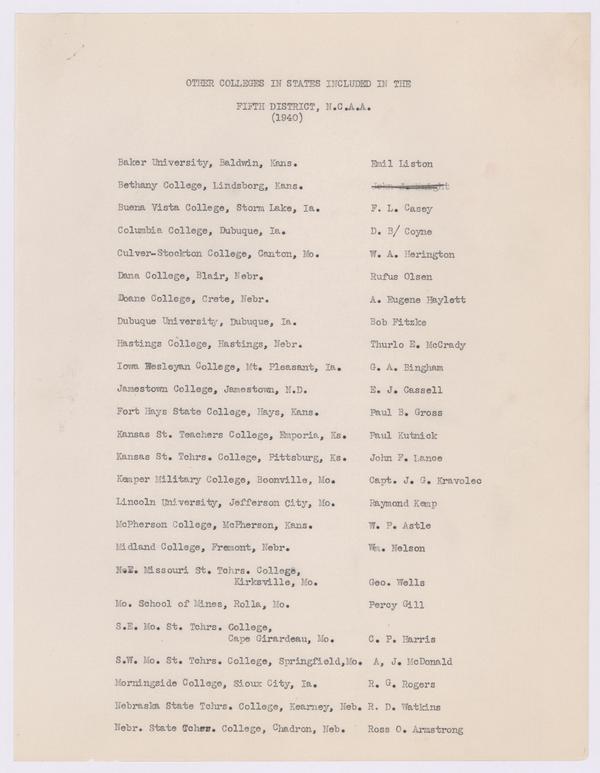 OTHER COLLEGES IN STATES INCLUDED IN THE
FIFTH DISTRICT, N.C.A.A.
(1940)
Baker University, Baldwin, Kans. Emil Liston
Bethany College, Lindsborg, Kans. John J.
Buena Vista College, Storm Lake, Ia. F. L. Casey
Columbia College, Dubuque, Ia. D. B/ Coyne
Culver-Stockton College, Canton, Mo. W. A. Herington
Dana College, Blair, Nebr. Rufus Olsen
Doane College, Crete, Nebr. A. Eugene Haylett
Dubuque University, Dubuque, Ia. Bob Fitzke
Hastings College, Hastings, Nebr. Thurlo E. McCrady
Iowa Wesleyan College, Mt. Pleasant, Ia. G. A. Bingham
Jamestown College, Jamestown, N.D. E. J. Cassell
Fort Hays State College, Hays, Kans. Paul B. Gross
Kansas St. Teachers College, Emporia, Ks. Paul Kutnick
Kansas St. Tchrs. College, Pittsburg, Ks. John F. Lance
Kemper Military College, Boonville, Mo. Capt. J. G. Kravolec
Lincoln University, Jefferson City, Mo. Raymond Kemp
McPherson College, McPherson, Kans. W. P. Astle
Midland College, Fremont, Nebr. Wm. Nelson
N.E. Missouri St. Tchrs. College,
Kirksville, Mo. Geo. Wells
Mo. School of Mines, Rolla, Mo. Percy Gill
S.E. Mo. St. Tchrs. College,
Cape Girardeau, Mo. C. P. Harris
S.W. Mo. St. Tchrs. College, Springfield,Mo. A, J. McDonald
Morningside College, Sioux City, Ia. R. G. Rogers
Nebraska State Tchrs. College, Kearney, Neb. R. D. Watkins
Nebr. State Tchrs. College, Chadron, Neb. Ross O. Armstrong